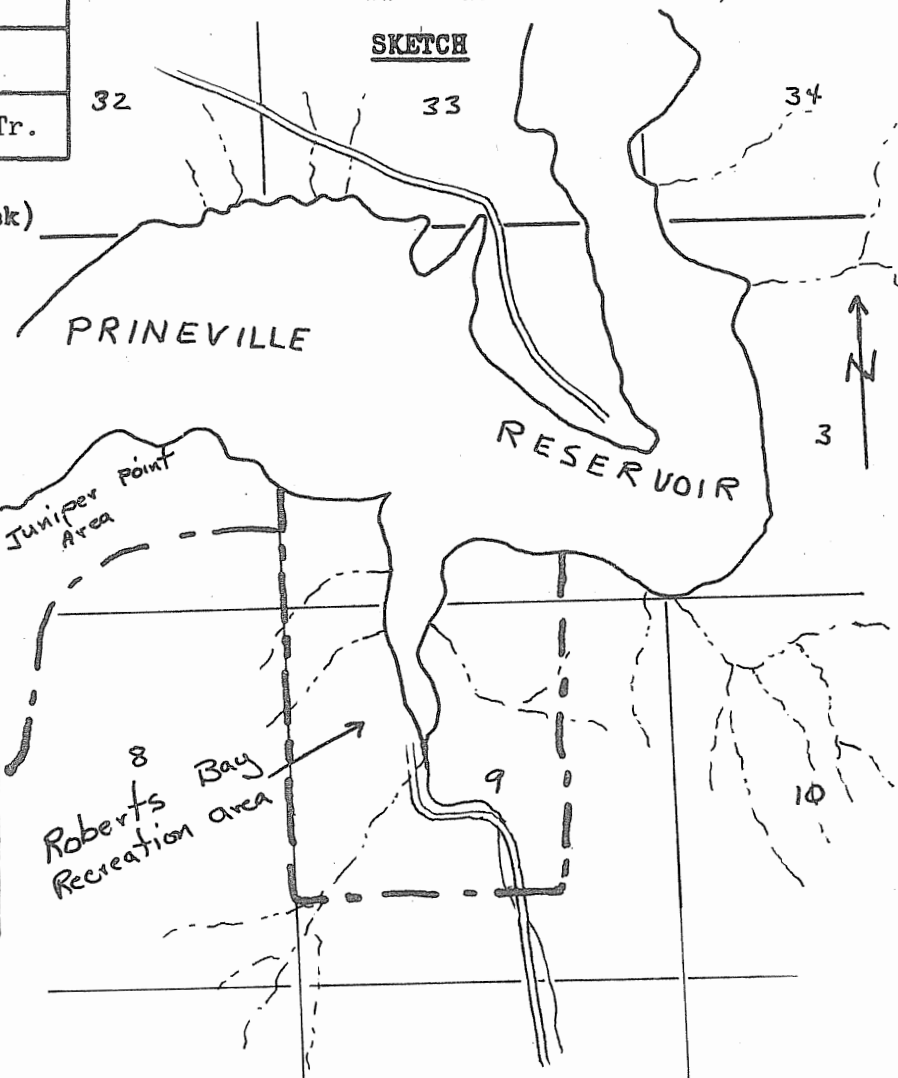 SKETCH
32
33
34
Tr.
k)
PRINEVILLE
N
3
RESERVOIR
Juniper point
Area
8
9
10
Roberts Bay
Recreation area